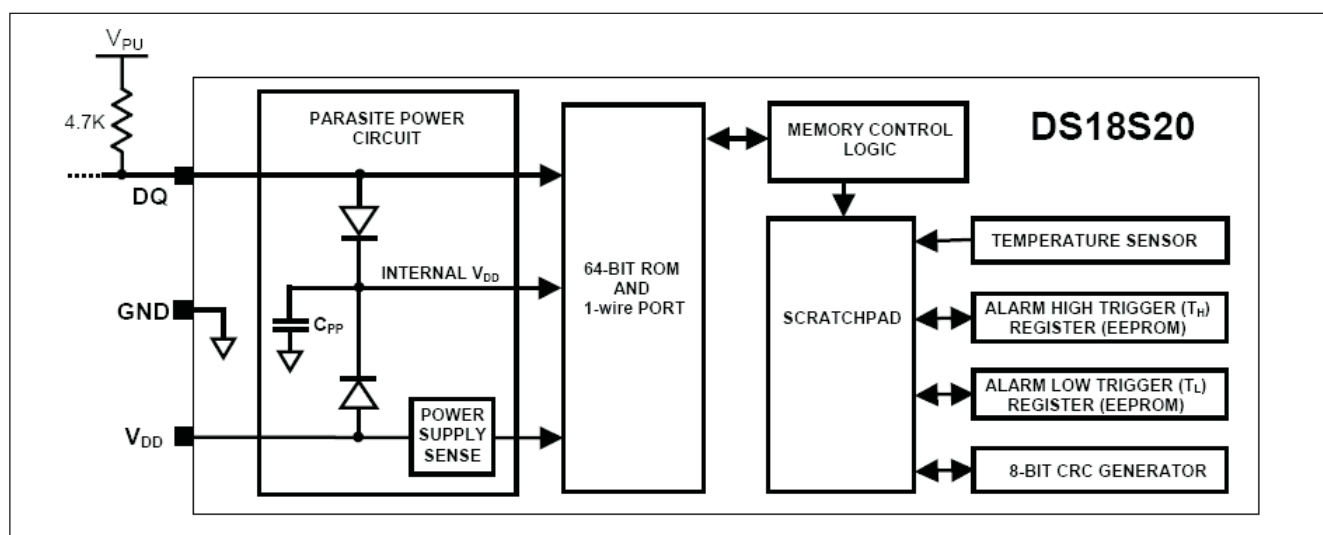 V_PU
4.7K
DQ
GND
V_DD
PARASITE POWER
CIRCUIT
INTERNAL V_DD
C_PP
POWER
SUPPLY
SENSE
64-BIT ROM
AND
1-wire PORT
MEMORY CONTROL
LOGIC
SCRATCHPAD
DS18S20
TEMPERATURE SENSOR
ALARM HIGH TRIGGER (T_H)
REGISTER (EEPROM)
ALARM LOW TRIGGER (T_L)
REGISTER (EEPROM)
8-BIT CRC GENERATOR